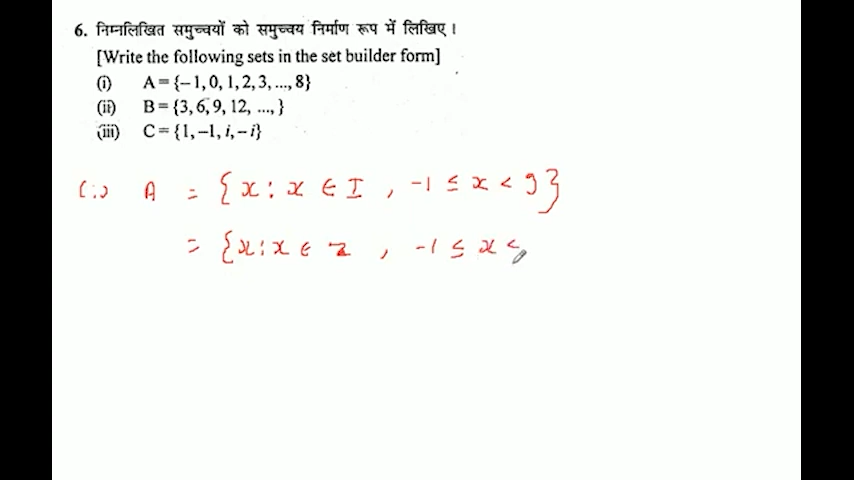 6. निम्नलिखित समुच्चयों को समुच्चय निर्माण रूप में लिखिए।
[Write the following sets in the set builder form]
(i) A = {–1, 0, 1, 2, 3, ..., 8}
(ii) B = {3, 6, 9, 12, ..., }
(iii) C = {1, –1, i, – i}
(i) A = {x : x ∈ I , -1 ≤ x < 9}
= {x : x ∈ z , -1 ≤ x <